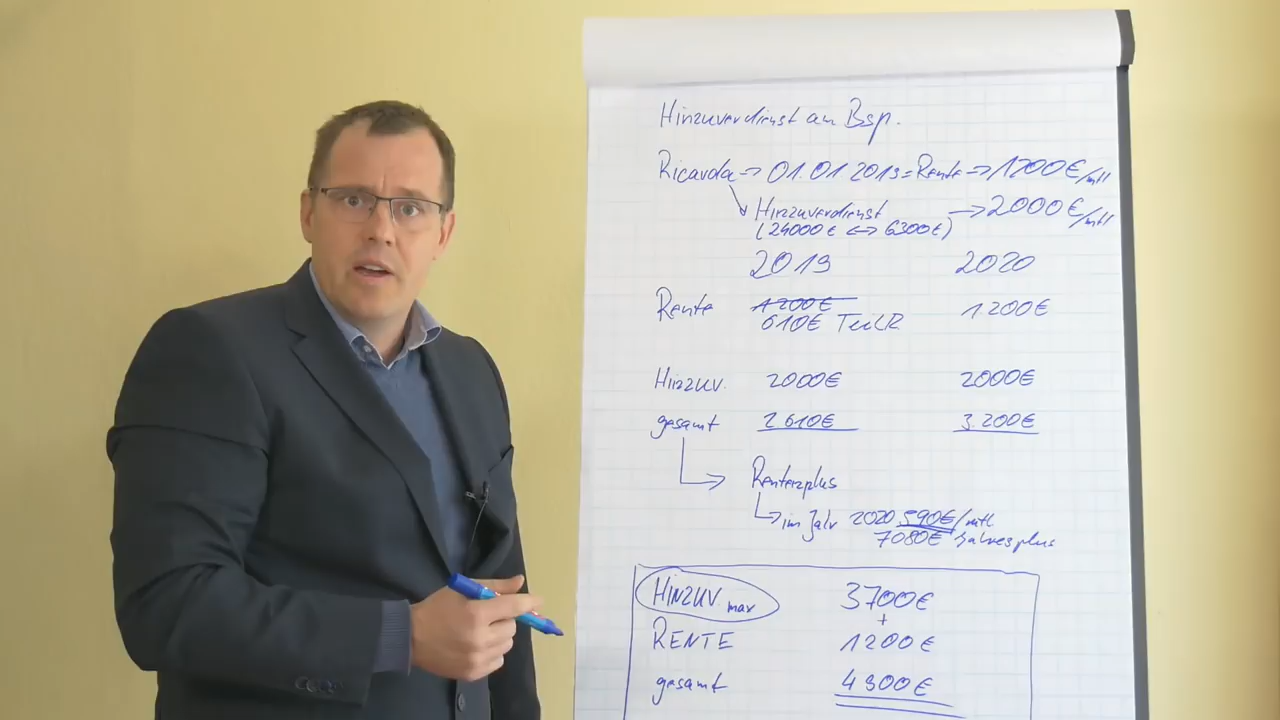 Hinzuverdienst am Bsp.
Ricarda → 01.01.2019 = Rente → 1200€/mtl
Hinzuverdienst → 2000€/mtl
(24000€ ↔ 6300€)
2019 2020
Rente 1200€ 1200€
610€ TeilR
Hinzuv. 2000€ 2000€
gesamt 2610€ 3.200€
Rentenplus
im Jahr 2020 590€/mtl.
7080€ Jahresplus
HINZUV. max 3700€
+
RENTE 1200€
gesamt 4900€